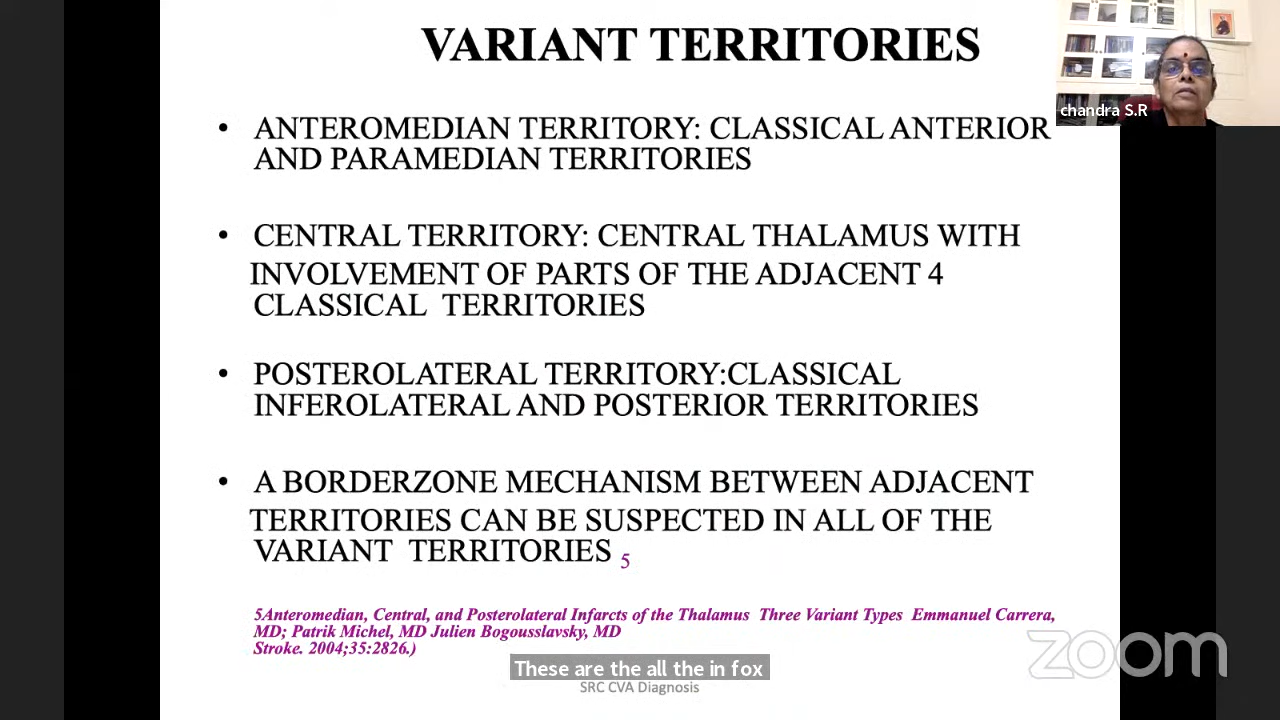 VARIANT TERRITORIES
chandra S.R
• ANTEROMEDIAN TERRITORY: CLASSICAL ANTERIOR
AND PARAMEDIAN TERRITORIES
• CENTRAL TERRITORY: CENTRAL THALAMUS WITH
INVOLVEMENT OF PARTS OF THE ADJACENT 4
CLASSICAL TERRITORIES
• POSTEROLATERAL TERRITORY:CLASSICAL
INFEROLATERAL AND POSTERIOR TERRITORIES
• A BORDERZONE MECHANISM BETWEEN ADJACENT
TERRITORIES CAN BE SUSPECTED IN ALL OF THE
VARIANT TERRITORIES 5
5Anteromedian, Central, and Posterolateral Infarcts of the Thalamus Three Variant Types Emmanuel Carrera,
MD; Patrik Michel, MD Julien Bogousslavsky, MD
Stroke. 2004;35:2826.)
zoom
These are the all the in fox
SRC CVA Diagnosis